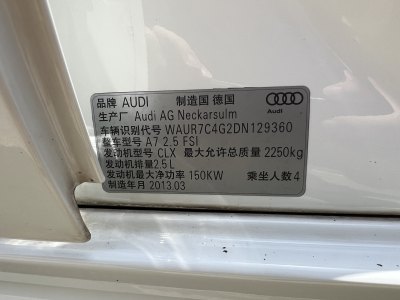 品牌 AUDI 制造国 德国
Audi
生产厂 Audi AG Neckarsulm
车辆识别代号 WAUR7C4G2DN129360
整车型号 A7 2.5 FSI
发动机型号 CLX 最大允许总质量 2250kg
发动机排量2.5 L
发动机最大净功率 150KW 乘坐人数 4
制造年月 2013.03